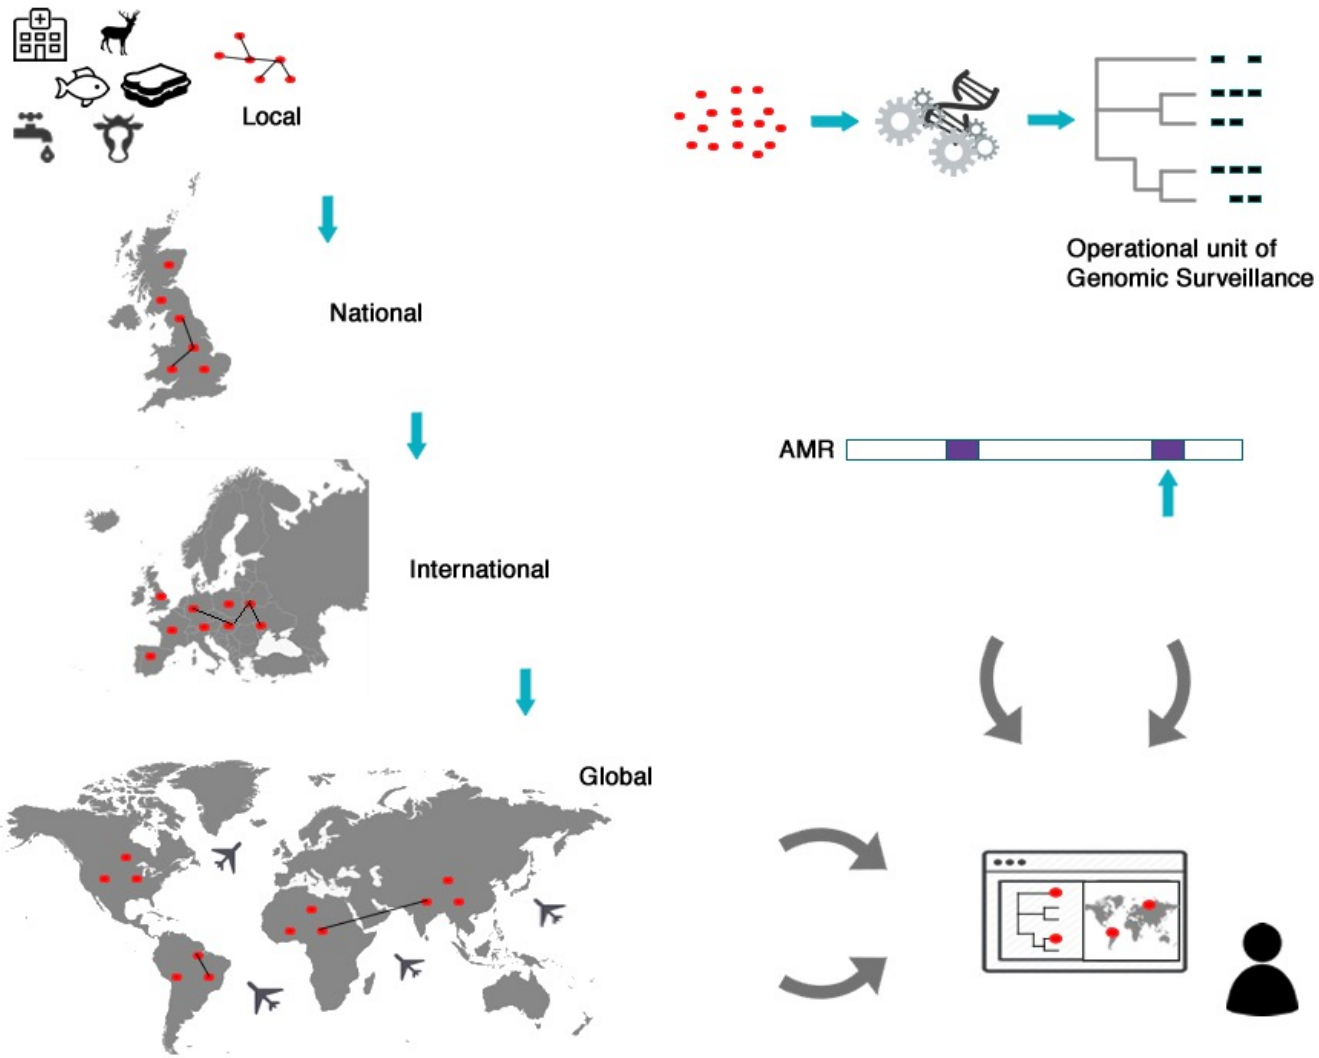 Local
National
International
Global
Operational unit of
Genomic Surveillance
AMR